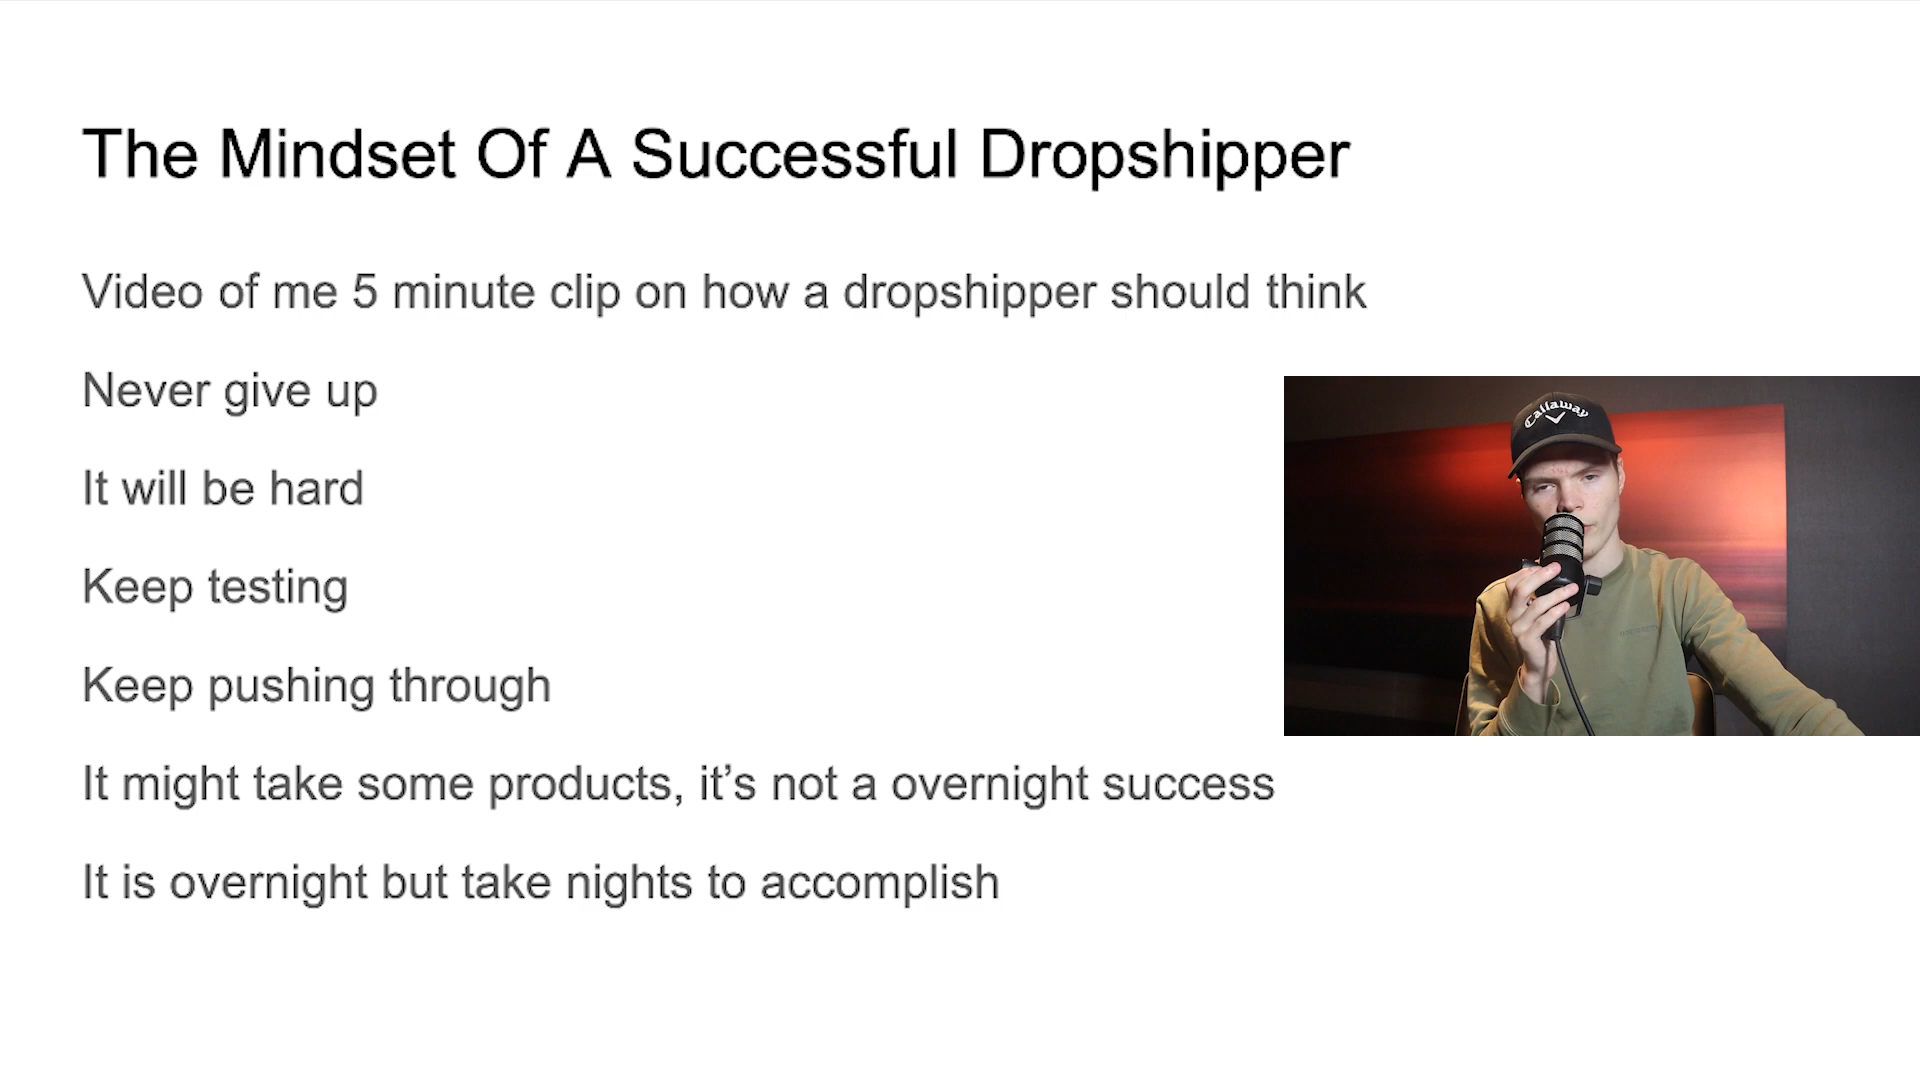 The Mindset Of A Successful Dropshipper
Video of me 5 minute clip on how a dropshipper should think
Never give up
It will be hard
Keep testing
Keep pushing through
It might take some products, it’s not a overnight success
It is overnight but take nights to accomplish
Callaway